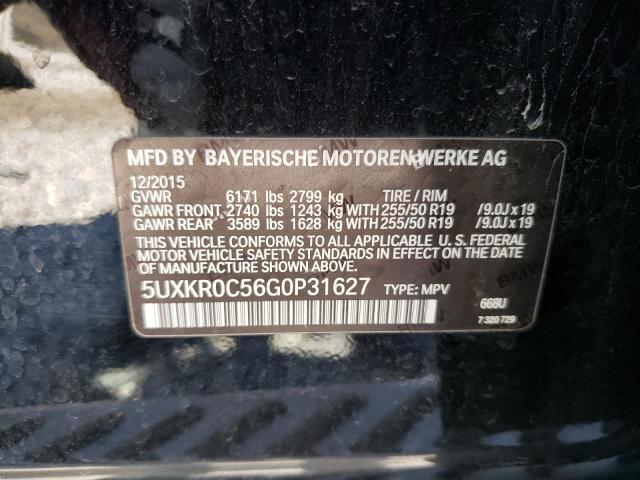 MFD BY BAYERISCHE MOTOREN WERKE AG
12/2015
GVWR 6171 lbs 2799 kg TIRE / RIM
GAWR FRONT 2740 lbs 1243 kg WITH 255/50 R19 /9.0J x 19
GAWR REAR 3589 lbs 1628 kg WITH 255/50 R19 /9.0J x 19
THIS VEHICLE CONFORMS TO ALL APPLICABLE U. S. FEDERAL
MOTOR VEHICLE SAFETY STANDARDS IN EFFECT ON THE DATE
OF MANUFACTURE SHOWN ABOVE.
5UXKR0C56G0P31627 TYPE: MPV 668U
7 320 729